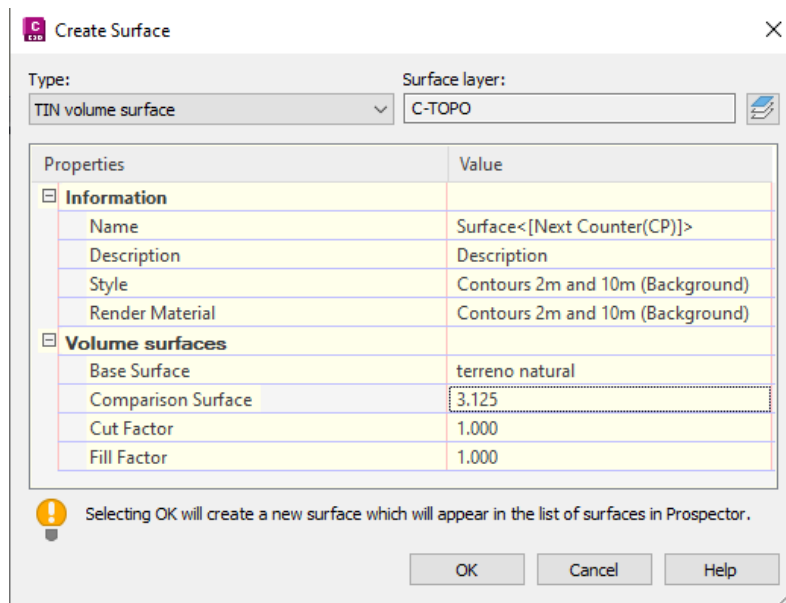 C
C3D
Create Surface
Type:
Surface layer:
TIN volume surface
C-TOPO
Properties Value
Information
Name Surface<[Next Counter(CP)]>
Description Description
Style Contours 2m and 10m (Background)
Render Material Contours 2m and 10m (Background)
Volume surfaces
Base Surface terreno natural
Comparison Surface 3.125
Cut Factor 1.000
Fill Factor 1.000
Selecting OK will create a new surface which will appear in the list of surfaces in Prospector.
OK Cancel Help